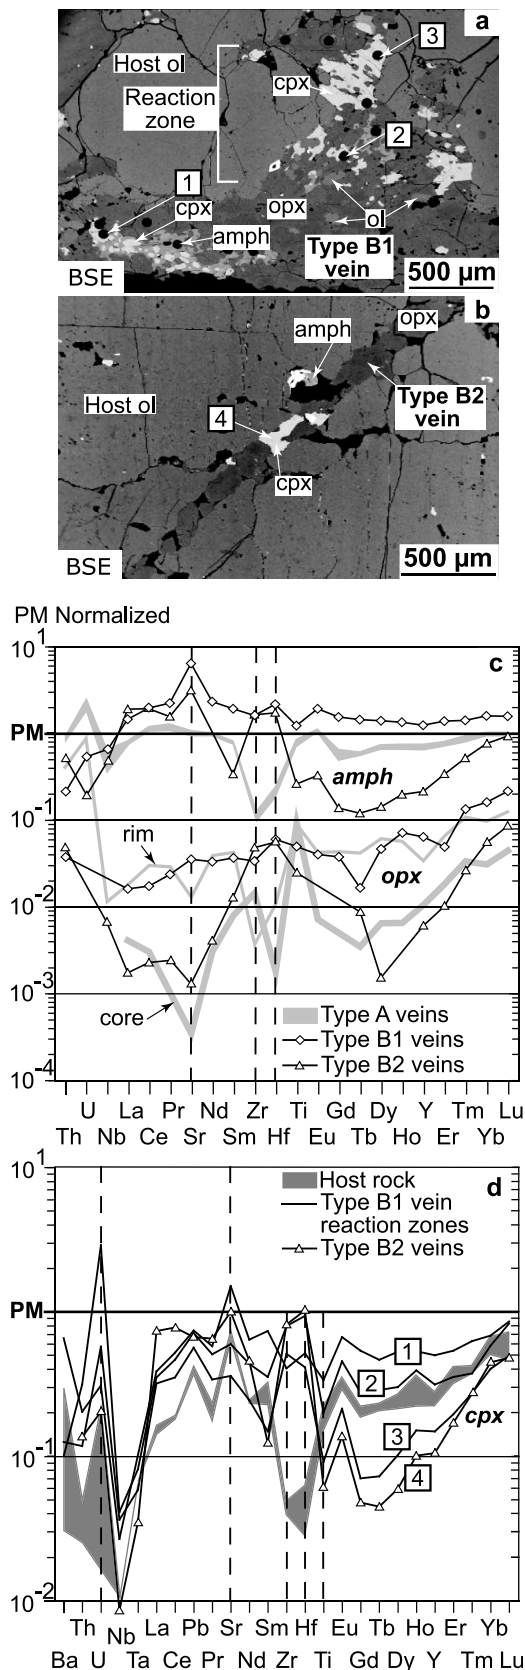 a
3
Host ol
cpx
Reaction
zone
2
1
cpx
opx
ol
amph
Type B1
vein
BSE
500 µm
b
opx
amph
Host ol
Type B2
vein
4
cpx
BSE
500 µm
PM Normalized
10¹
c
PM
amph
10⁻¹
rim
opx
10⁻²
10⁻³
core
Type A veins
Type B1 veins
Type B2 veins
10⁻⁴
U La Pr Nd Zr Ti Gd Dy Y Tm Lu
Th Nb Ce Sr Sm Hf Eu Tb Ho Er Yb
10¹
Host rock
d
Type B1 vein
reaction zones
Type B2 veins
PM
1
2
cpx
10⁻¹
3
4
10⁻²
Th Nb La Pb Sr Sm Hf Eu Tb Ho Er Yb
Ba U Ta Ce Pr Nd Zr Ti Gd Dy Y Tm Lu